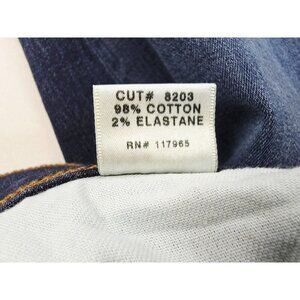 CUT# 8203
98% COTTON
2% ELASTANE
RN# 117965